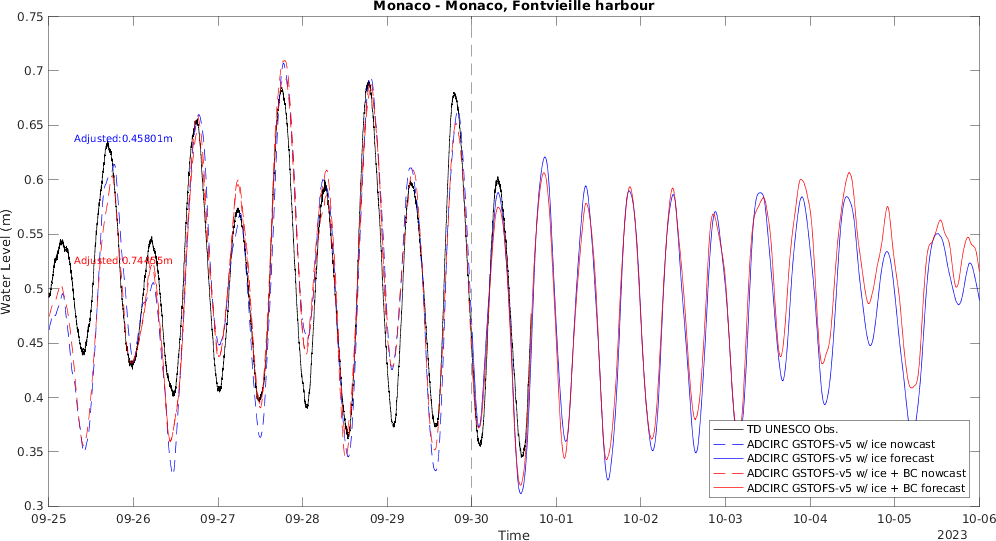 Monaco - Monaco, Fontvieille harbour
0.75
0.7
0.65
0.6
0.55
0.5
0.45
0.4
0.35
0.3
Water Level (m)
Adjusted:0.45801m
Adjusted:0.74455m
TD UNESCO Obs.
ADCIRC GSTOFS-v5 w/ ice nowcast
ADCIRC GSTOFS-v5 w/ ice forecast
ADCIRC GSTOFS-v5 w/ ice + BC nowcast
ADCIRC GSTOFS-v5 w/ ice + BC forecast
09-25 09-26 09-27 09-28 09-29 09-30 10-01 10-02 10-03 10-04 10-05 10-06
Time
2023